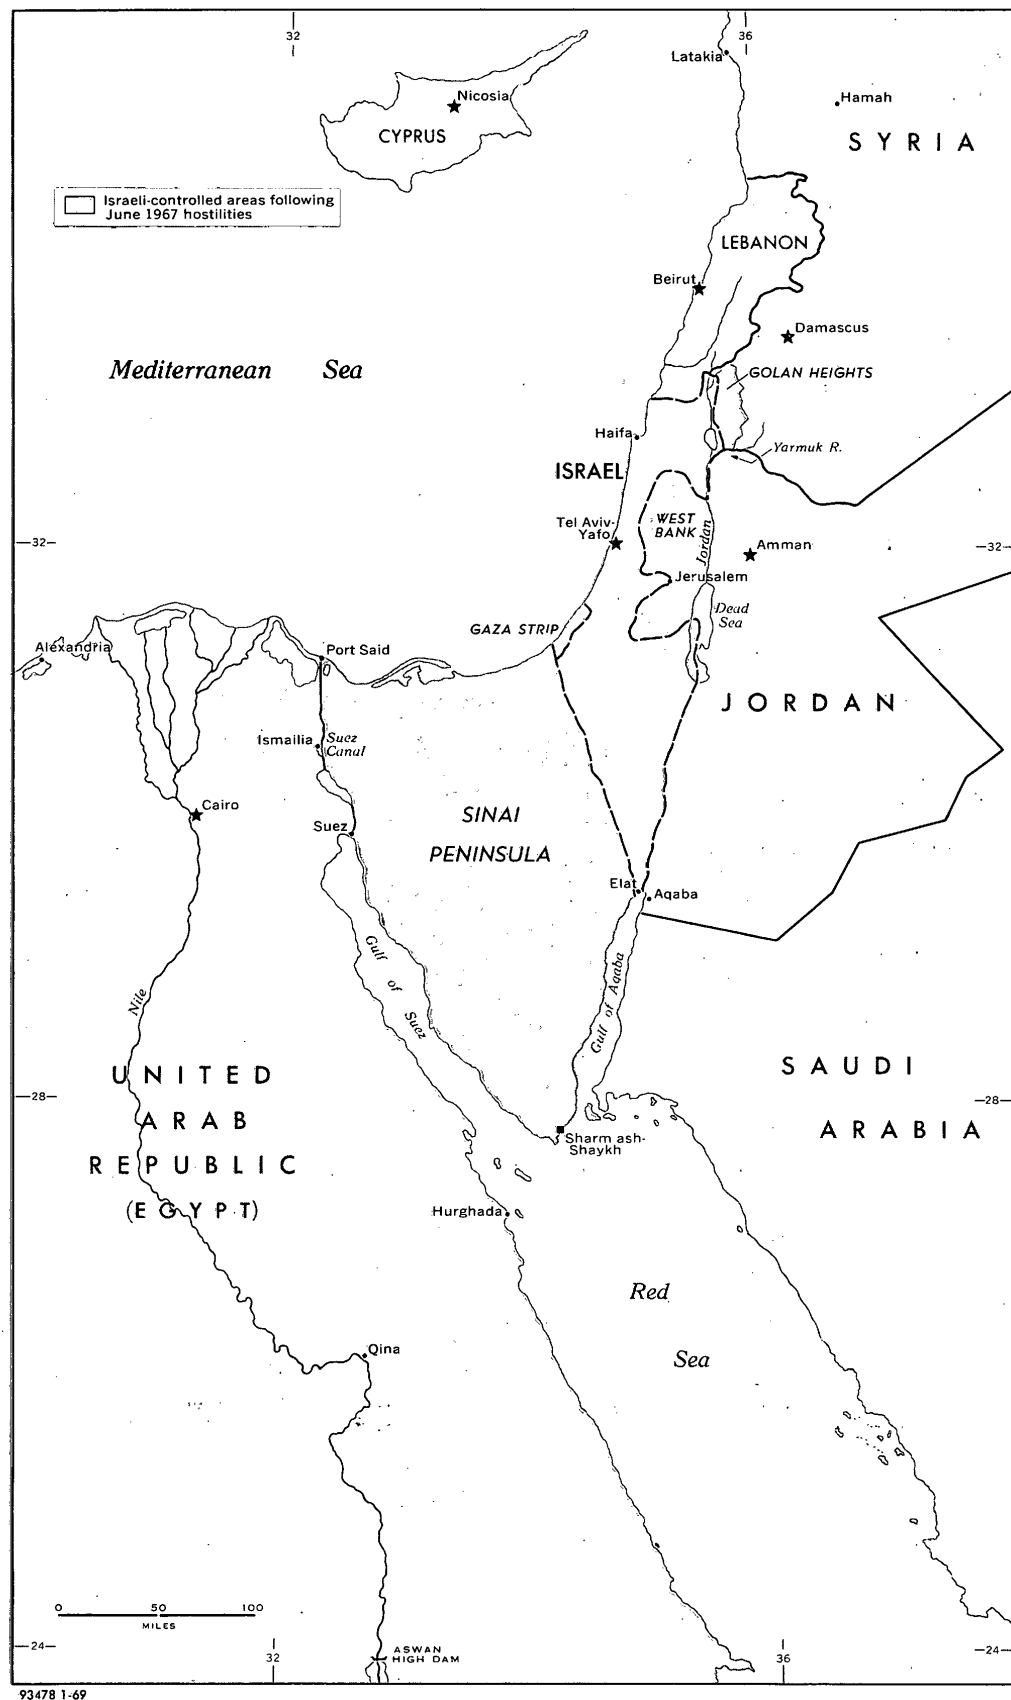 32
36
Latakia
Hamah
Nicosia
CYPRUS
SYRIA
Israeli-controlled areas following
June 1967 hostilities
LEBANON
Beirut
Damascus
Mediterranean Sea
GOLAN HEIGHTS
Haifa
Yarmuk R.
ISRAEL
WEST
BANK
Tel Aviv-
Yafo
Jordan
Amman
32
32
Jerusalem
Dead
Sea
GAZA STRIP
Alexandria
Port Said
JORDAN
Ismailia
Suez
Canal
Cairo
SINAI
PENINSULA
Suez
Elat
Aqaba
Gulf of Suez
Gulf of Aqaba
Nile
SAUDI
ARABIA
UNITED
ARAB
REPUBLIC
(EGYPT)
28
28
Sharm ash-
Shaykh
Hurghada
Red
Sea
Qina
0 50 100
MILES
24
32
ASWAN
HIGH DAM
36
24
93478 1-69